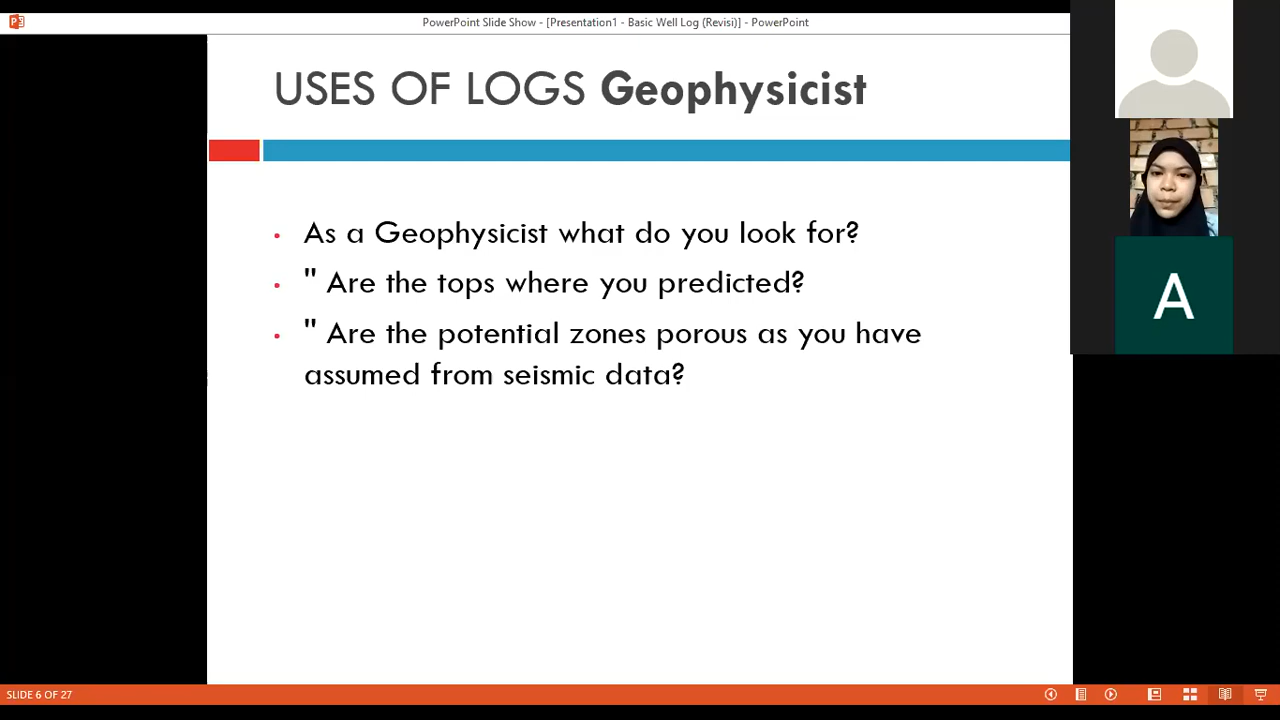 PowerPoint Slide Show - [Presentation1 - Basic Well Log (Revisi)] - PowerPoint
USES OF LOGS Geophysicist
• As a Geophysicist what do you look for?
• " Are the tops where you predicted?
• " Are the potential zones porous as you have
assumed from seismic data?
A
SLIDE 6 OF 27